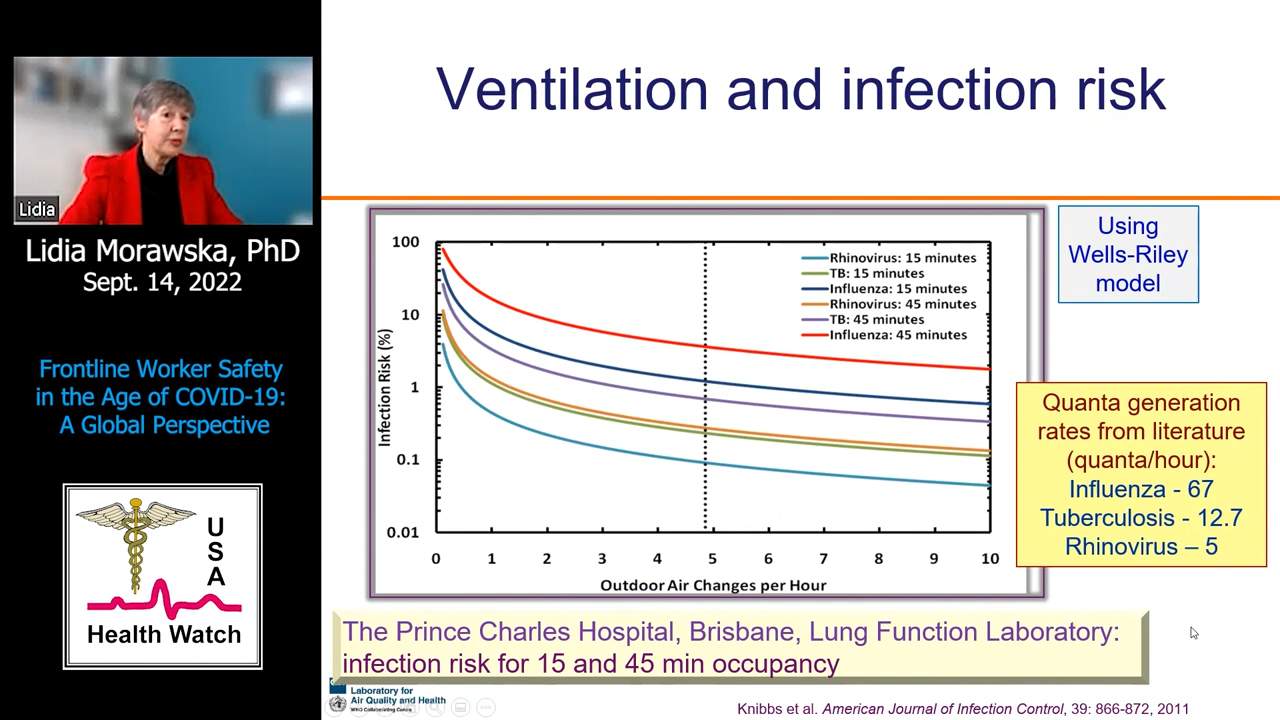 Lidia
Lidia Morawska, PhD
Sept. 14, 2022
Frontline Worker Safety
in the Age of COVID-19:
A Global Perspective
U
S
A
Health Watch
Ventilation and infection risk
100
10
1
0.1
0.01
Infection Risk (%)
0 1 2 3 4 5 6 7 8 9 10
Outdoor Air Changes per Hour
Rhinovirus: 15 minutes
TB: 15 minutes
Influenza: 15 minutes
Rhinovirus: 45 minutes
TB: 45 minutes
Influenza: 45 minutes
Using
Wells-Riley
model
Quanta generation
rates from literature
(quanta/hour):
Influenza - 67
Tuberculosis - 12.7
Rhinovirus – 5
The Prince Charles Hospital, Brisbane, Lung Function Laboratory:
infection risk for 15 and 45 min occupancy
Laboratory for
Air Quality and Health
WHO Collaborating Centre
Knibbs et al. American Journal of Infection Control, 39: 866-872, 2011